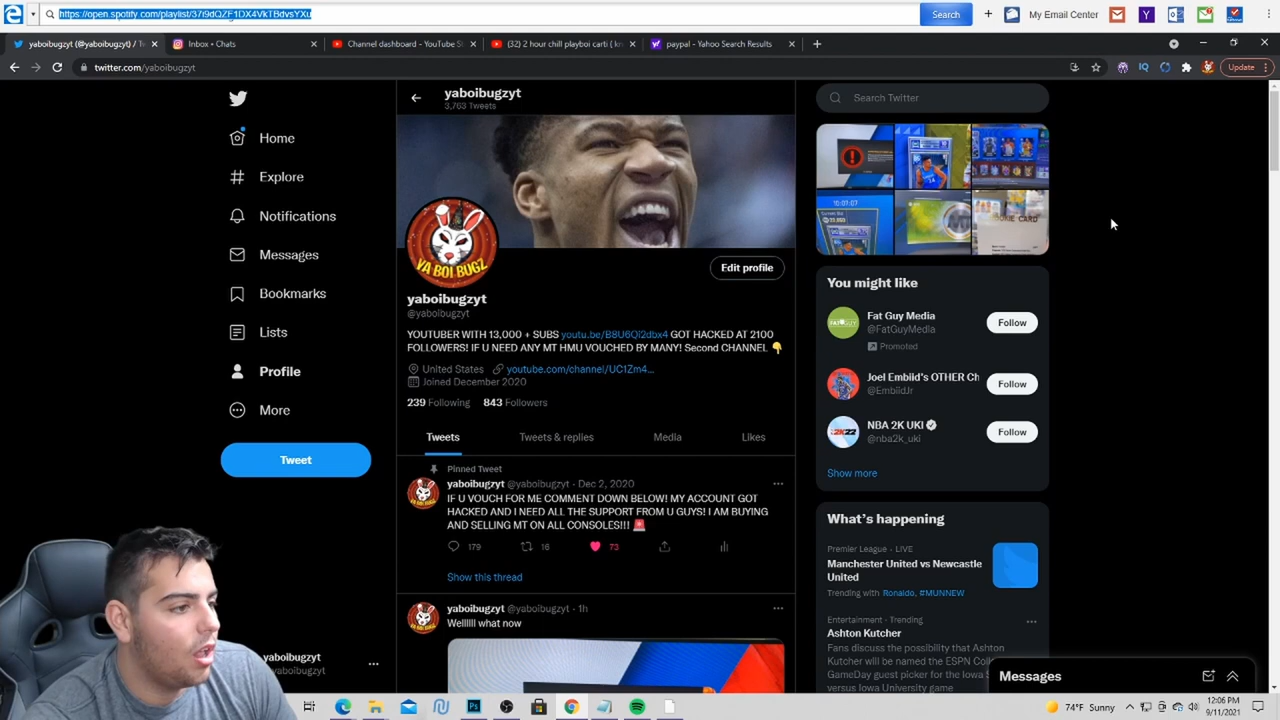 https://open.spotify.com/playlist/37i9dQZF1DX4VkTBdvsYXu
Search
My Email Center
yaboibugzyt (@yaboibugzyt) / Tw
Inbox • Chats
Channel dashboard - YouTube St
(32) 2 hour chill playboi carti ( lo
paypal - Yahoo Search Results
twitter.com/yaboibugzyt
Update
yaboibugzyt
3,763 Tweets
Search Twitter
Home
Explore
Notifications
Messages
Bookmarks
Lists
Profile
More
Tweet
YA BOI BUGZ
Edit profile
yaboibugzyt
@yaboibugzyt
YOUTUBER WITH 13,000 + SUBS youtu.be/B8U6Qi2dbx4 GOT HACKED AT 2100
FOLLOWERS! IF U NEED ANY MT HMU VOUCHED BY MANY! Second CHANNEL 👇
United States youtube.com/channel/UC1Zm4...
Joined December 2020
239 Following 843 Followers
Tweets Tweets & replies Media Likes
Pinned Tweet
yaboibugzyt @yaboibugzyt · Dec 2, 2020
IF U VOUCH FOR ME COMMENT DOWN BELOW! MY ACCOUNT GOT
HACKED AND I NEED ALL THE SUPPORT FROM U GUYS! I AM BUYING
AND SELLING MT ON ALL CONSOLES!!! 🚨
179 16 73
Show this thread
yaboibugzyt @yaboibugzyt · 1h
Wellllll what now
You might like
Fat Guy Media
@FatGuyMedia
Promoted
Follow
Joel Embiid's OTHER Ch
@EmbiidJr
Follow
NBA 2K UKI
@nba2k_uki
Follow
Show more
What's happening
Premier League · LIVE
Manchester United vs Newcastle
United
Trending with Ronaldo, #MUNNEW
Entertainment · Trending
Ashton Kutcher
Fans discuss the possibility that Ashton
Kutcher will be named the ESPN Coll
GameDay guest picker for the Iowa S
versus Iowa University game
Messages
yaboibugzyt
aboibugzyt
74°F Sunny
12:06 PM
9/11/2021